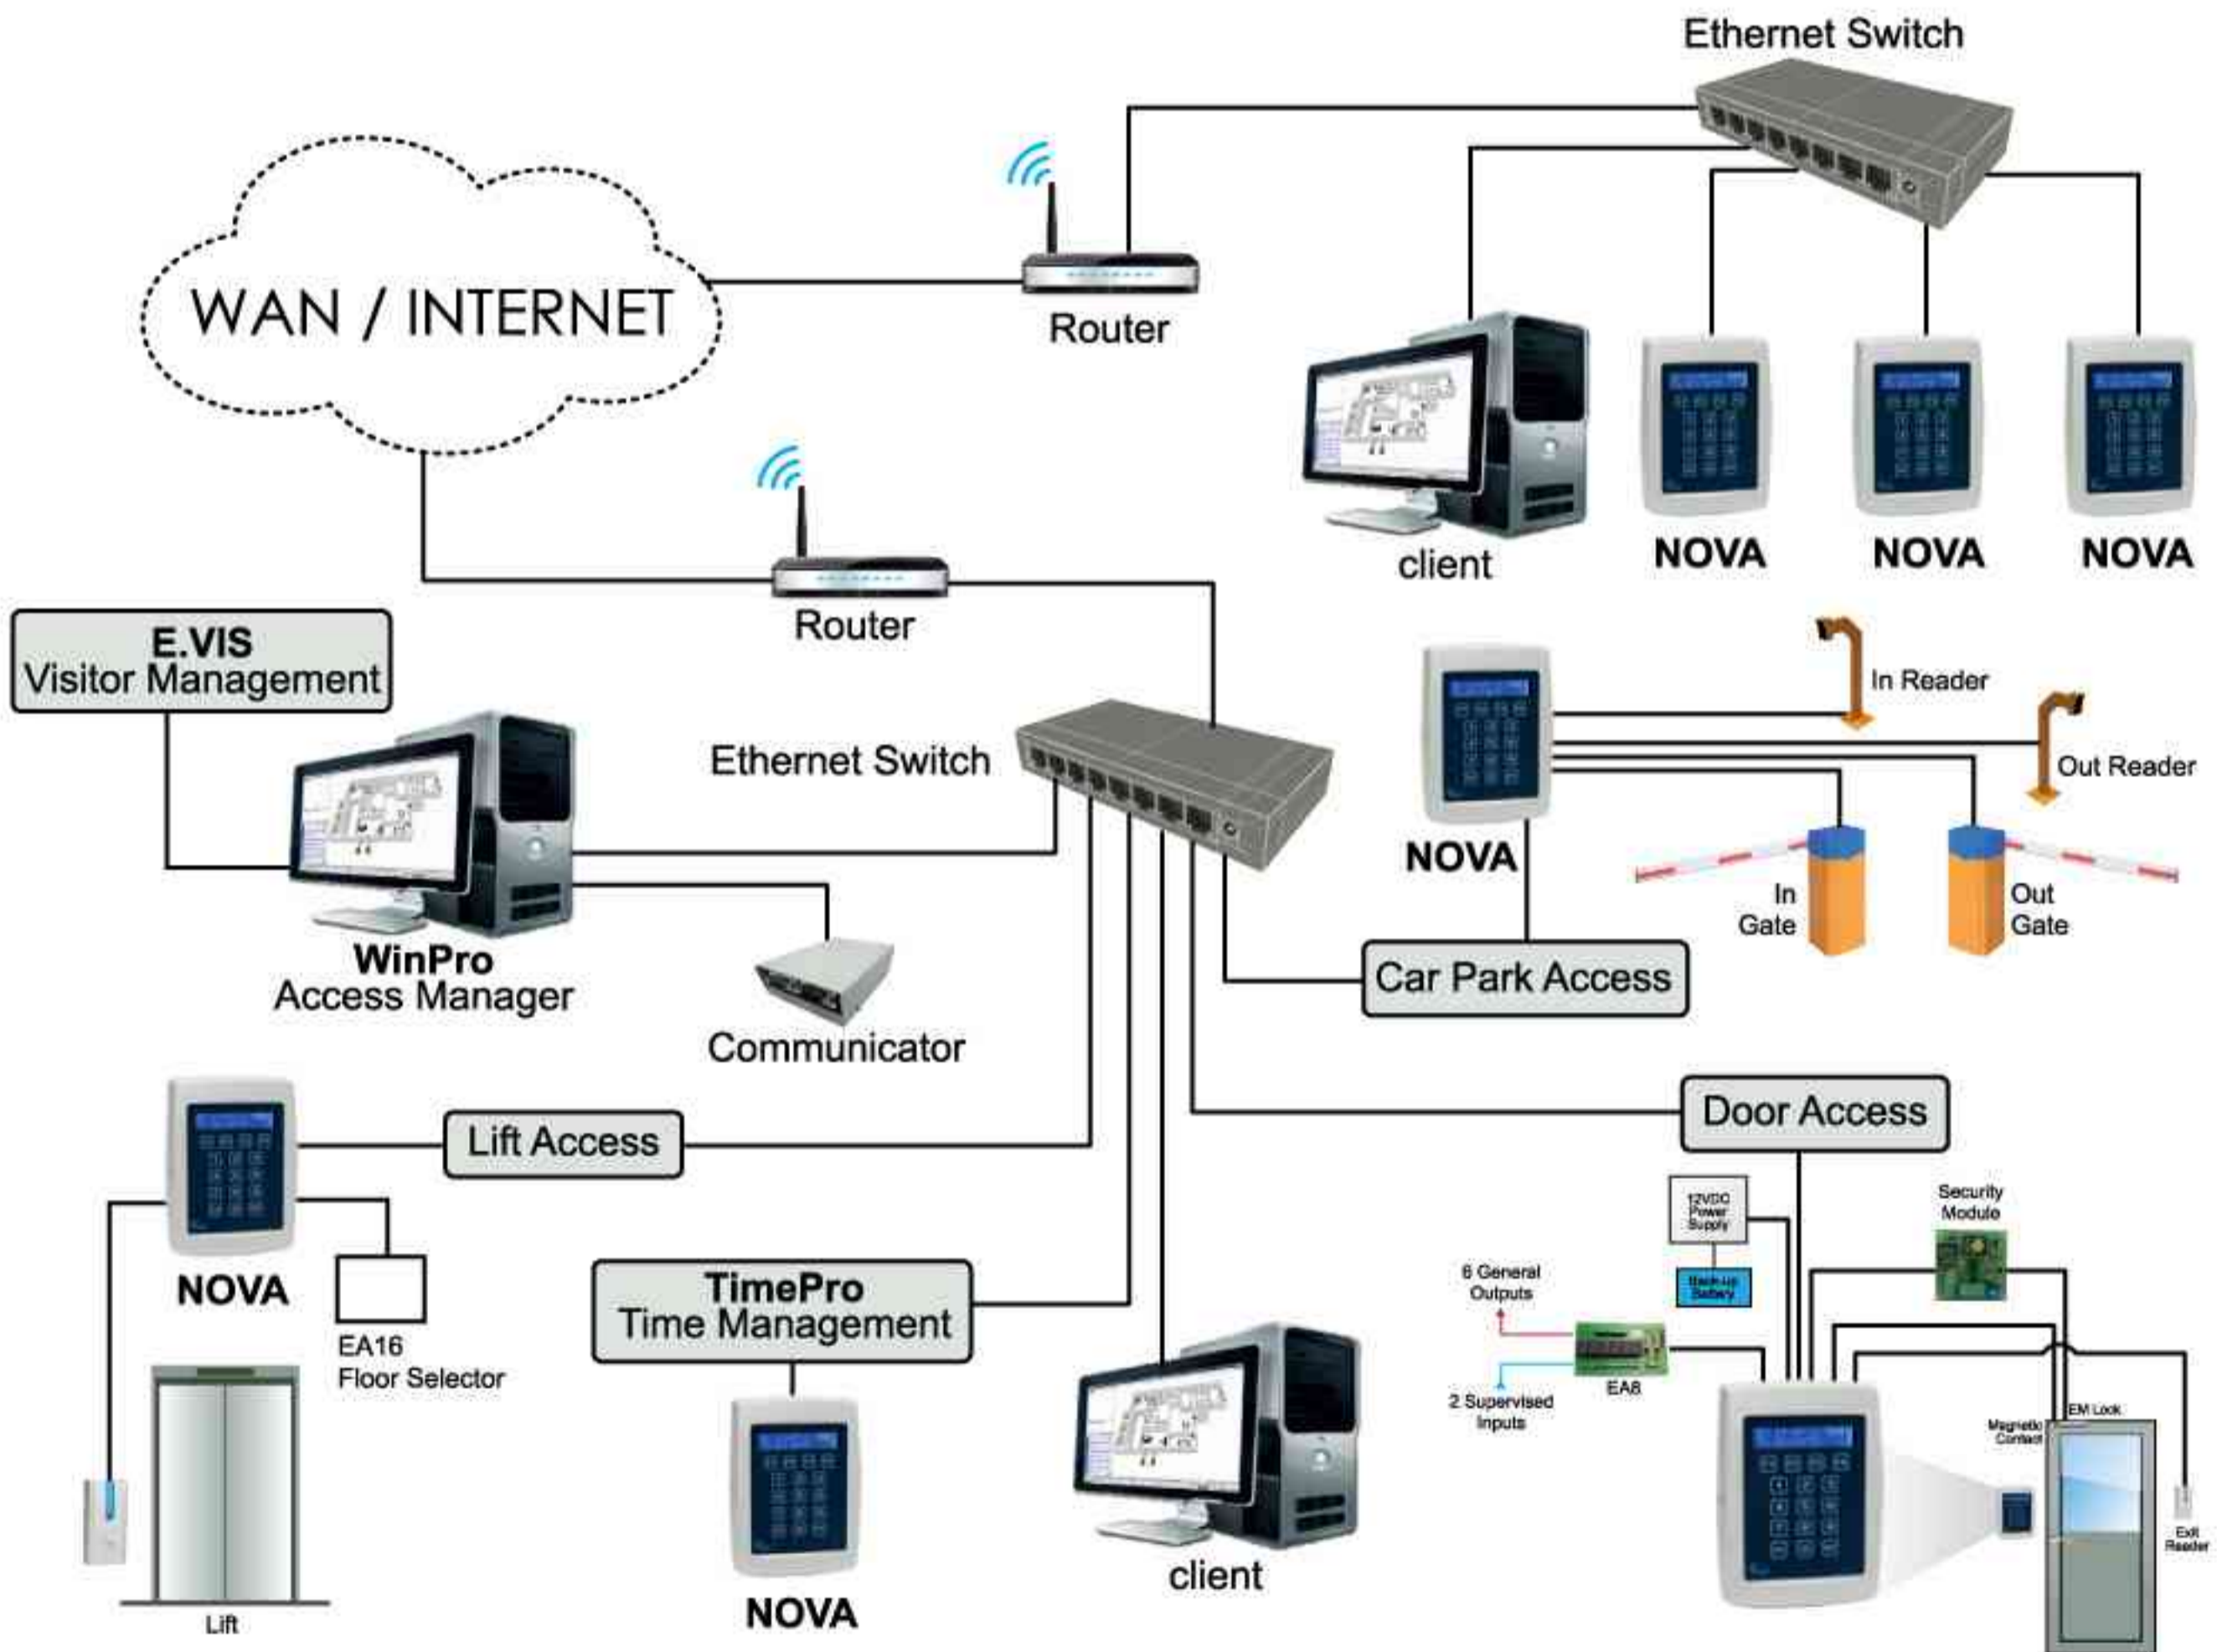 Ethernet Switch
WAN / INTERNET
Router
client
NOVA
NOVA
NOVA
Router
E.VIS
Visitor Management
In Reader
Out Reader
Ethernet Switch
NOVA
In
Gate
Out
Gate
WinPro
Access Manager
Car Park Access
Communicator
Lift Access
Door Access
12VDC
Power
Supply
Security
Module
Back-up
Battery
NOVA
EA16
Floor Selector
TimePro
Time Management
6 General
Outputs
EA8
2 Supervised
Inputs
EM Lock
Magnetic
Contact
Exit
Reader
client
NOVA
Lift